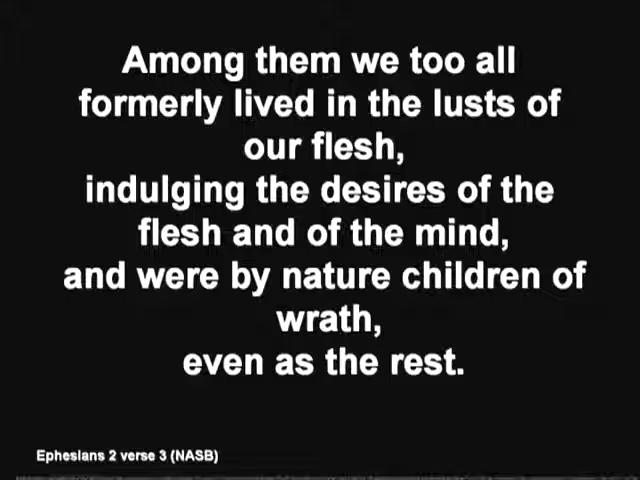 Among them we too all
formerly lived in the lusts of
our flesh,
indulging the desires of the
flesh and of the mind,
and were by nature children of
wrath,
even as the rest.
Ephesians 2 verse 3 (NASB)